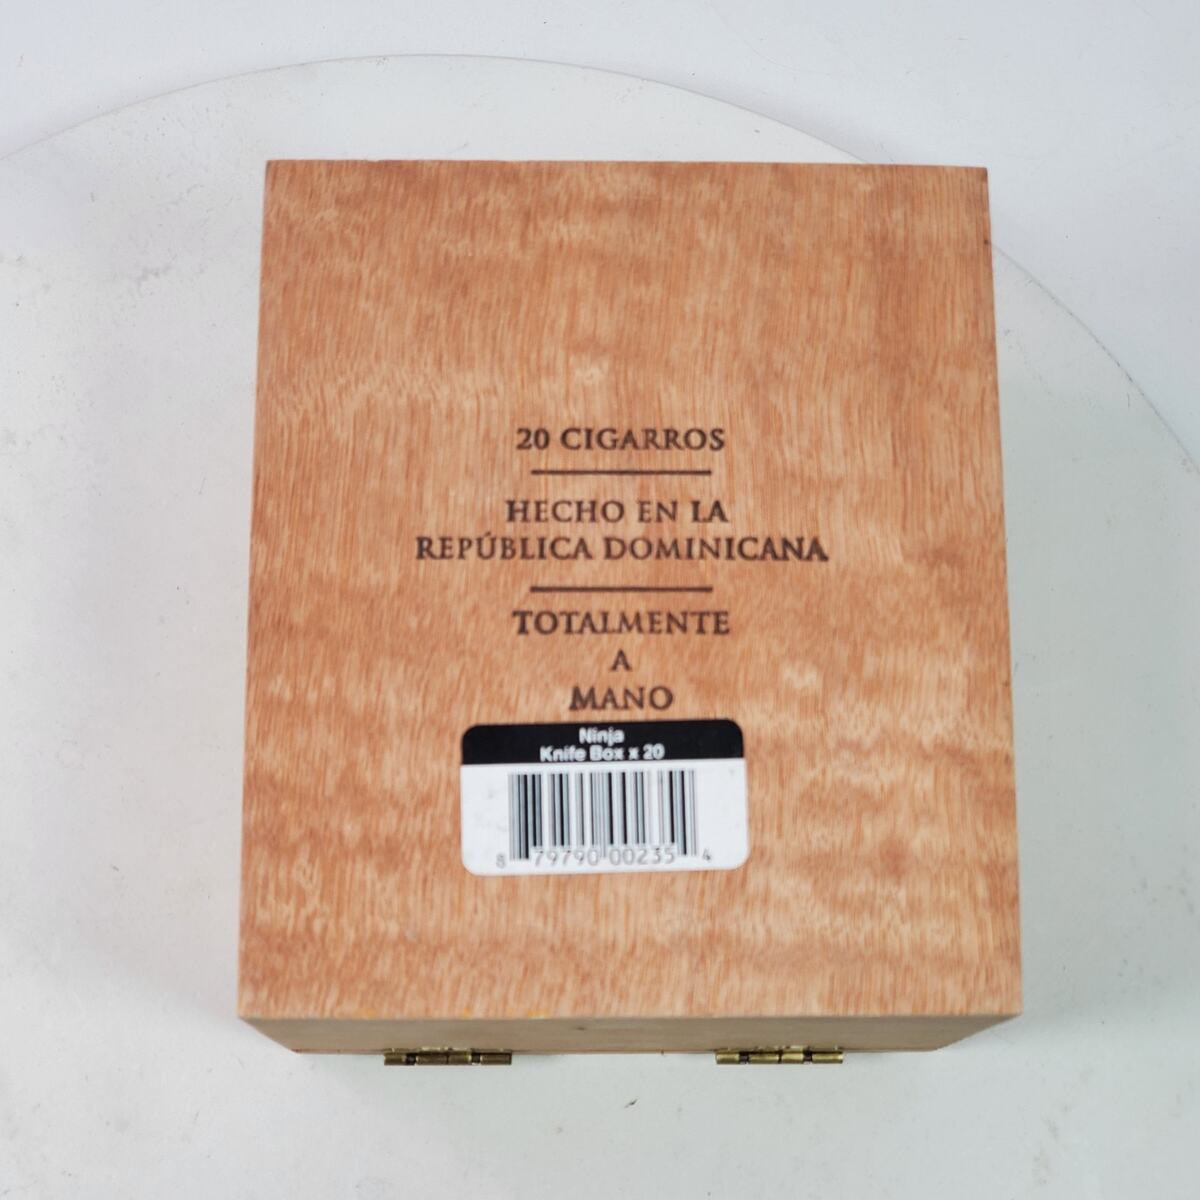 20 CIGARROS
HECHO EN LA
REPÚBLICA DOMINICANA
TOTALMENTE
A
MANO
Ninja
Knife Box x 20
8 79790 00235 4